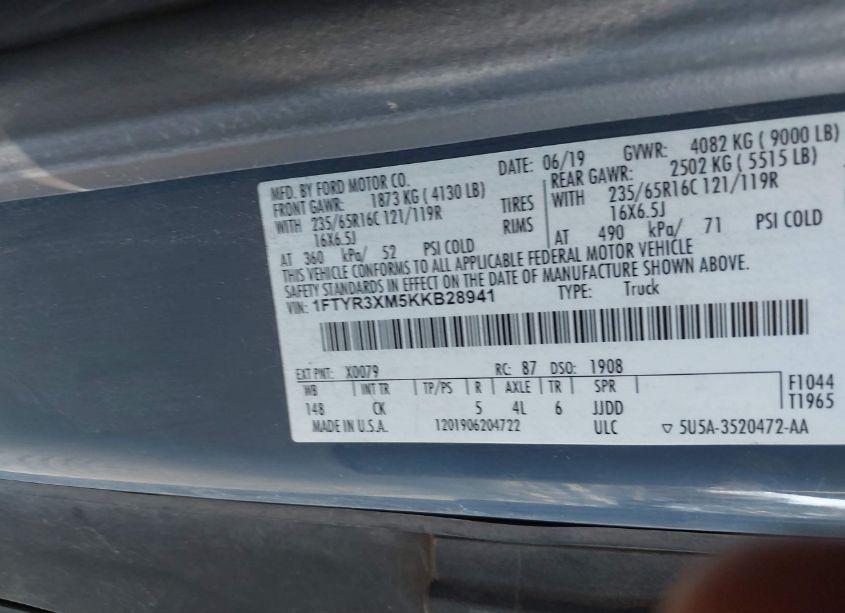 MFD. BY FORD MOTOR CO. DATE: 06/19 GVWR: 4082 KG ( 9000 LB)
FRONT GAWR: 1873 KG ( 4130 LB) REAR GAWR: 2502 KG ( 5515 LB)
WITH 235/65R16C 121/119R TIRES WITH 235/65R16C 121/119R
16X6.5J RIMS 16X6.5J
AT 360 kPa/ 52 PSI COLD AT 490 kPa/ 71 PSI COLD
THIS VEHICLE CONFORMS TO ALL APPLICABLE FEDERAL MOTOR VEHICLE
SAFETY STANDARDS IN EFFECT ON THE DATE OF MANUFACTURE SHOWN ABOVE.
VIN: 1FTYR3XM5KKB28941 TYPE: Truck
EXT PNT: X0079 RC: 87 DSO: 1908
WB INT TR TP/PS R AXLE TR SPR F1044
148 CK 5 4L 6 JJDD T1965
MADE IN U.S.A. 1201906204722 ULC ▽ 5U5A-3520472-AA